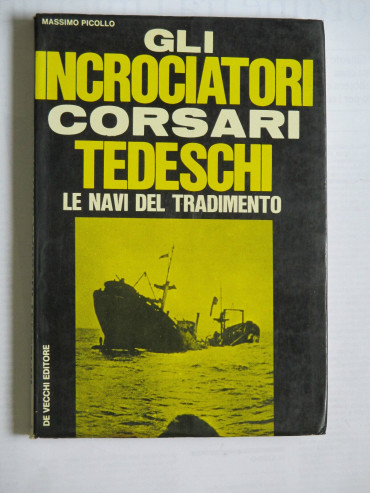 MASSIMO PICOLLO
GLI
INCROCIATORI
CORSARI
TEDESCHI
LE NAVI DEL TRADIMENTO
DE VECCHI EDITORE